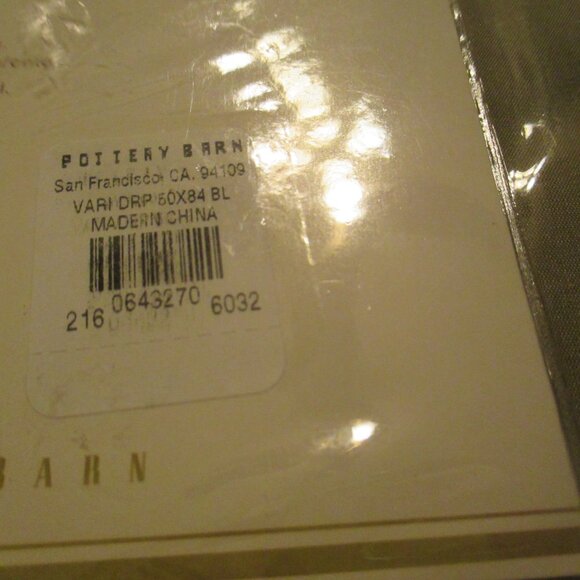 POTTERY BARN
San Francisco, CA. 94109
VARI DRP 50X84 BL
MADE IN CHINA
216 0643270 6032
BARN